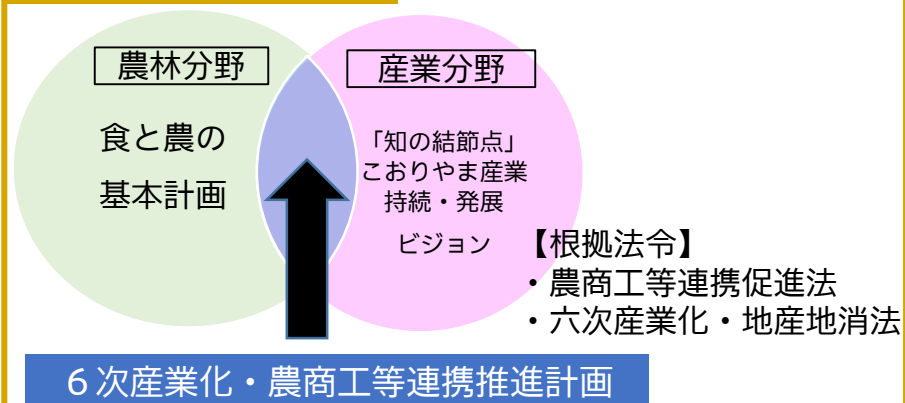 農林分野
食と農の
基本計画
産業分野
「知の結節点」
こおりやま産業
持続・発展
ビジョン
【根拠法令】
・農商工等連携促進法
・六次産業化・地産地消法
６次産業化・農商工等連携推進計画